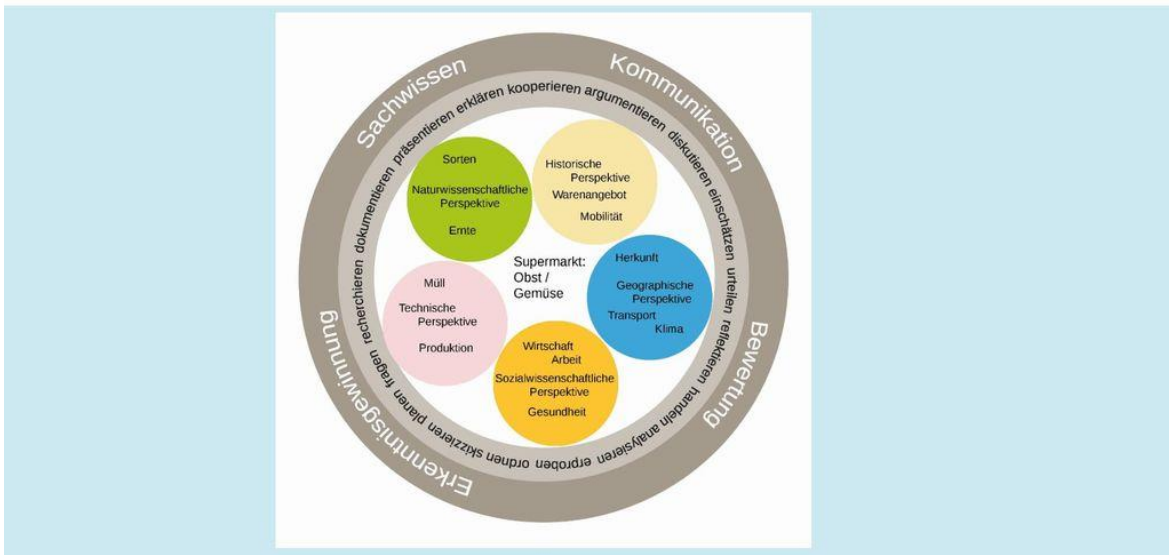 Sachwissen
Kommunikation
Bewertung
Erkenntnisgewinnung
fragen recherchieren dokumentieren präsentieren erklären kooperieren argumentieren diskutieren einschätzen urteilen reflektieren handeln analysieren erproben ordnen skizzieren planen
Sorten
Naturwissenschaftliche
Perspektive
Ernte
Historische
Perspektive
Warenangebot
Mobilität
Supermarkt:
Obst /
Gemüse
Herkunft
Geographische
Perspektive
Transport
Klima
Müll
Technische
Perspektive
Produktion
Wirtschaft
Arbeit
Sozialwissenschaftliche
Perspektive
Gesundheit